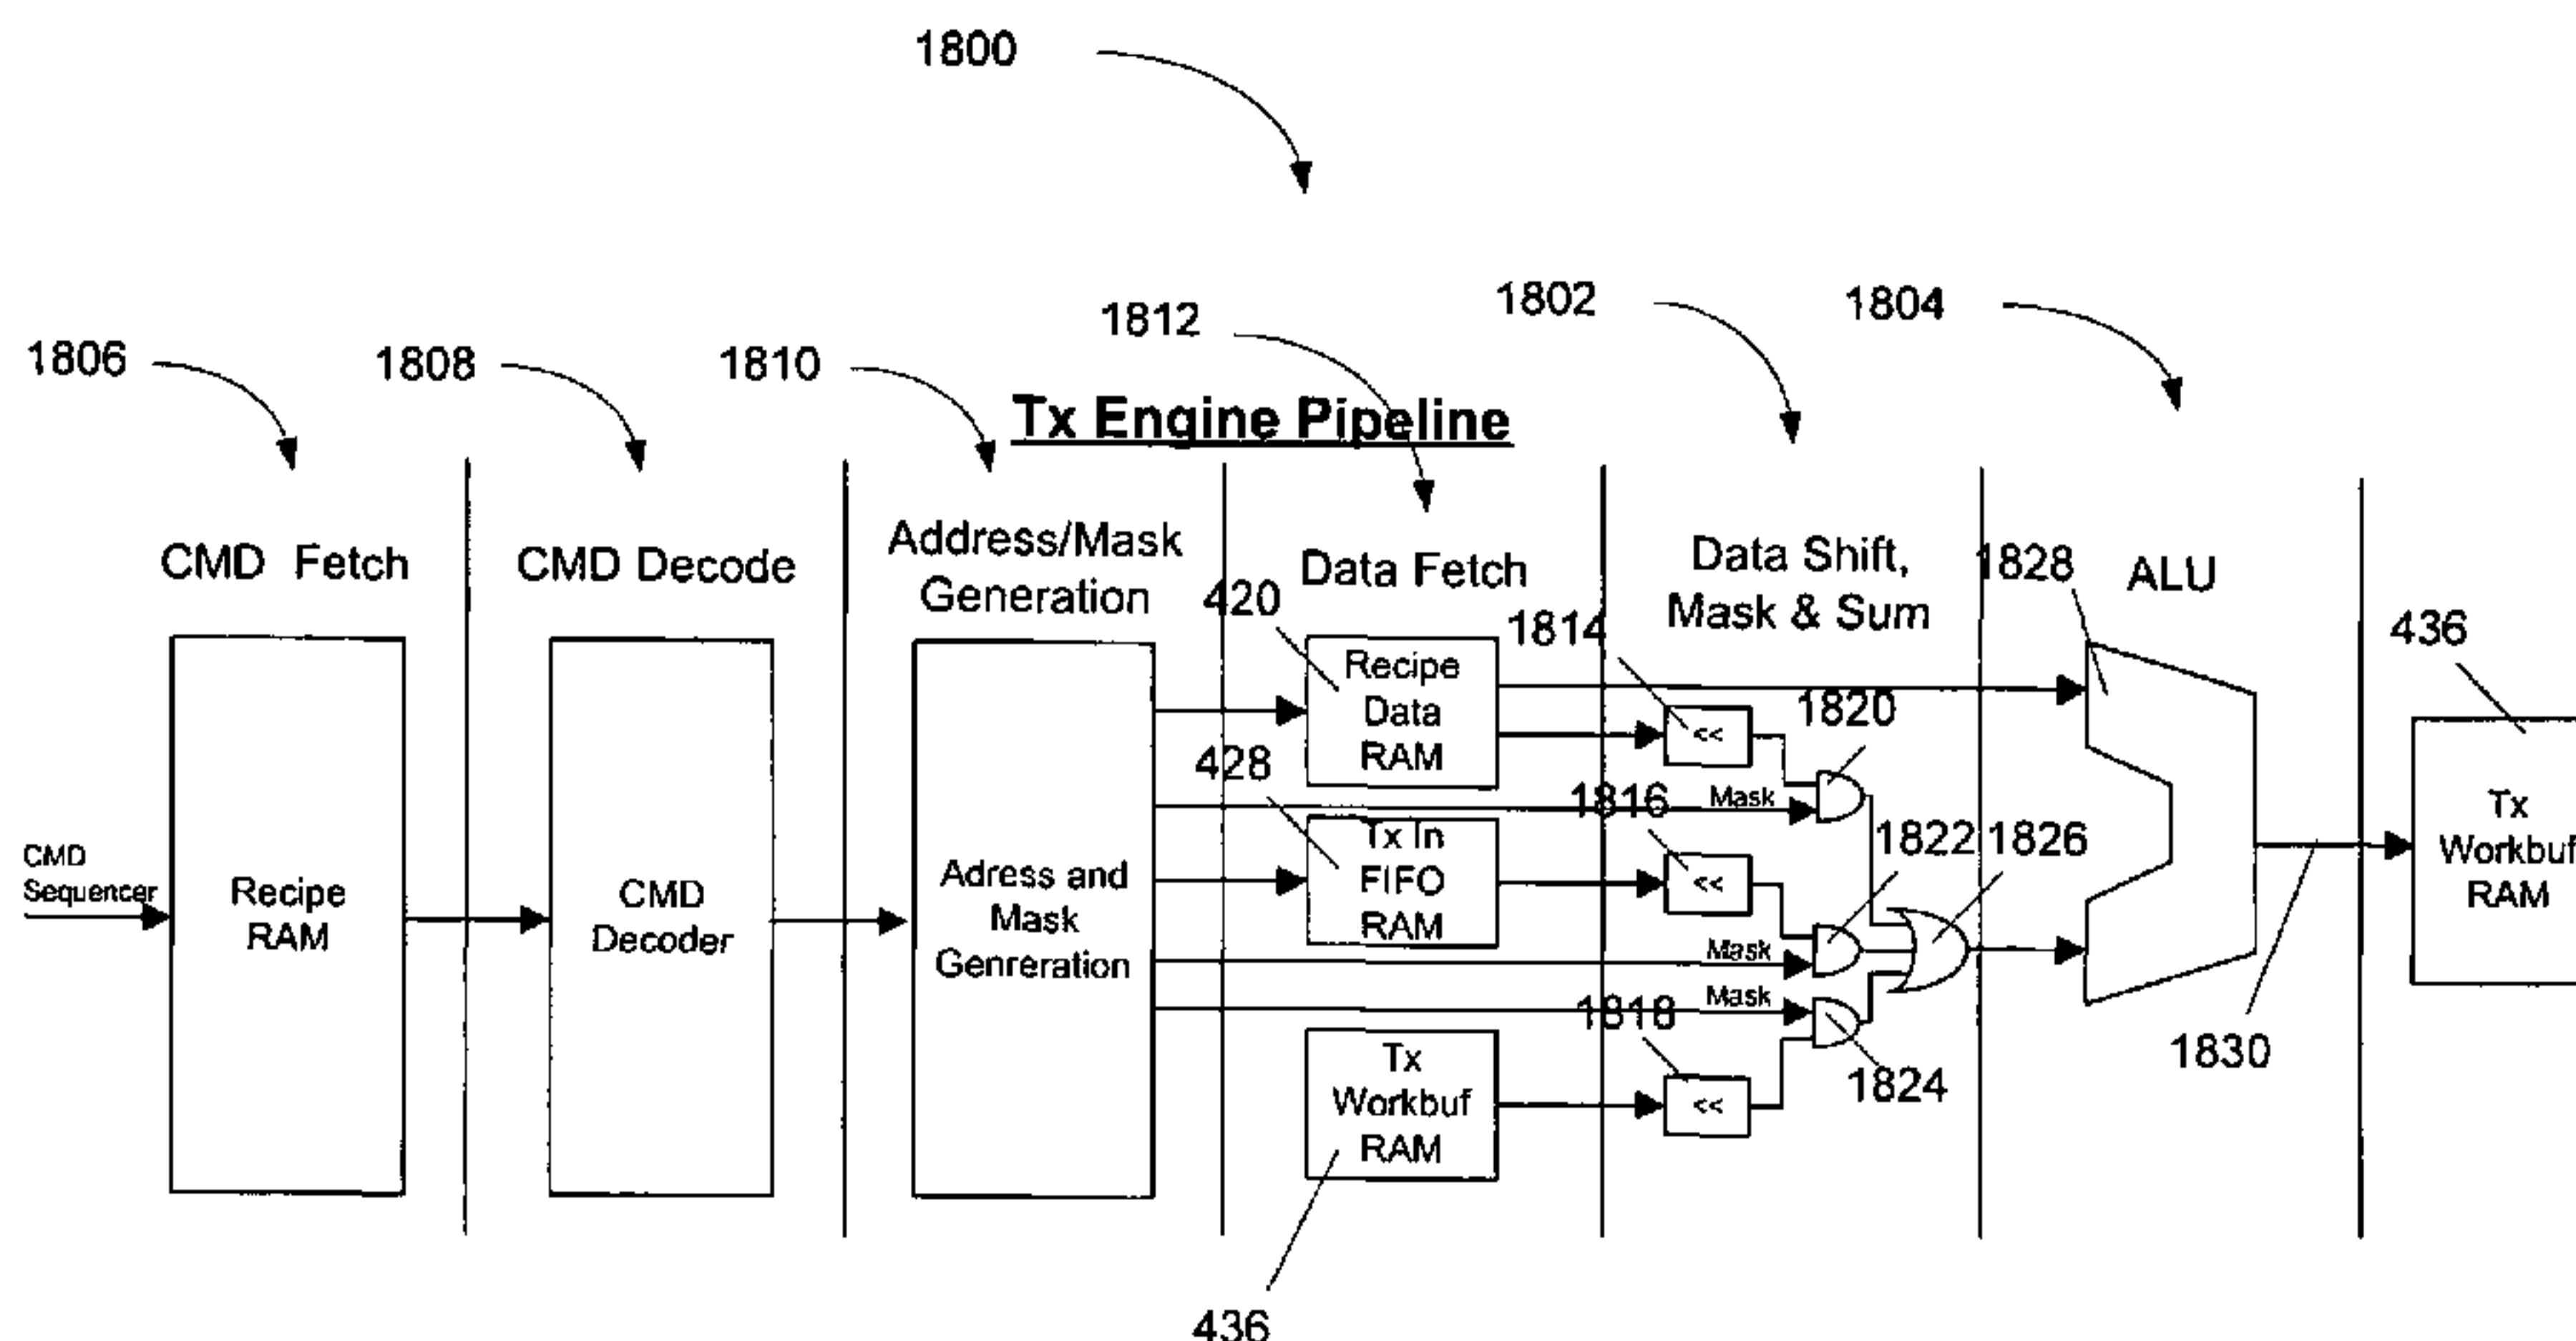 1800
1802
1804
1812
1806
1808
1810
Tx Engine Pipeline
CMD Fetch
CMD Decode
Address/Mask
Generation
Data Fetch
Data Shift,
Mask & Sum
ALU
1828
420
1814
436
Recipe
Data
RAM
<<
1820
428
1816
Mask
Tx In
FIFO
RAM
<<
1822
1826
Mask
Mask
CMD
Sequencer
Recipe
RAM
CMD
Decoder
Adress and
Mask
Genreration
Tx
Workbuf
RAM
1818
<<
1824
1830
Tx
Workbuf
RAM
436